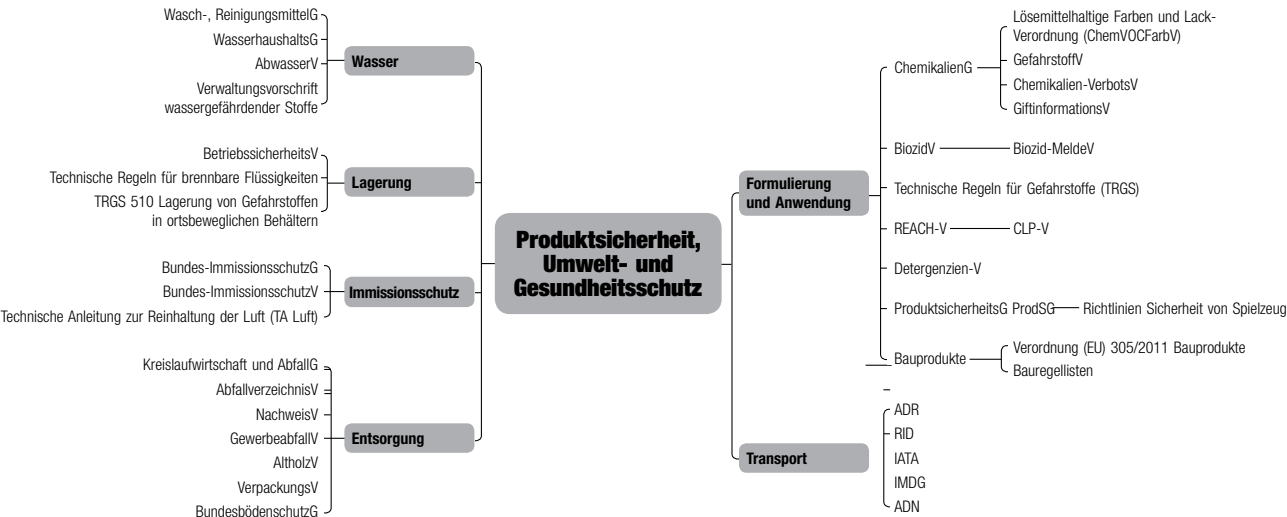 Wasch-, ReinigungsmittelG
WasserhaushaltsG
AbwasserV
Verwaltungsvorschrift
wassergefährdender Stoffe
Wasser
BetriebssicherheitsV
Technische Regeln für brennbare Flüssigkeiten
TRGS 510 Lagerung von Gefahrstoffen
in ortsbeweglichen Behältern
Lagerung
Bundes-ImmissionsschutzG
Bundes-ImmissionsschutzV
Technische Anleitung zur Reinhaltung der Luft (TA Luft)
Immissionsschutz
Kreislaufwirtschaft und AbfallG
AbfallverzeichnisV
NachweisV
GewerbeabfallV
AltholzV
VerpackungsV
BundesbödenschutzG
Entsorgung
Produktsicherheit,
Umwelt- und
Gesundheitsschutz
Formulierung
und Anwendung
ChemikalienG
Lösemittelhaltige Farben und Lack-
Verordnung (ChemVOCFarbV)
GefahrstoffV
Chemikalien-VerbotsV
GiftinformationsV
BiozidV
Biozid-MeldeV
Technische Regeln für Gefahrstoffe (TRGS)
REACH-V
CLP-V
Detergenzien-V
ProduktsicherheitsG ProdSG
Richtlinien Sicherheit von Spielzeug
Bauprodukte
Verordnung (EU) 305/2011 Bauprodukte
Bauregellisten
Transport
ADR
RID
IATA
IMDG
ADN